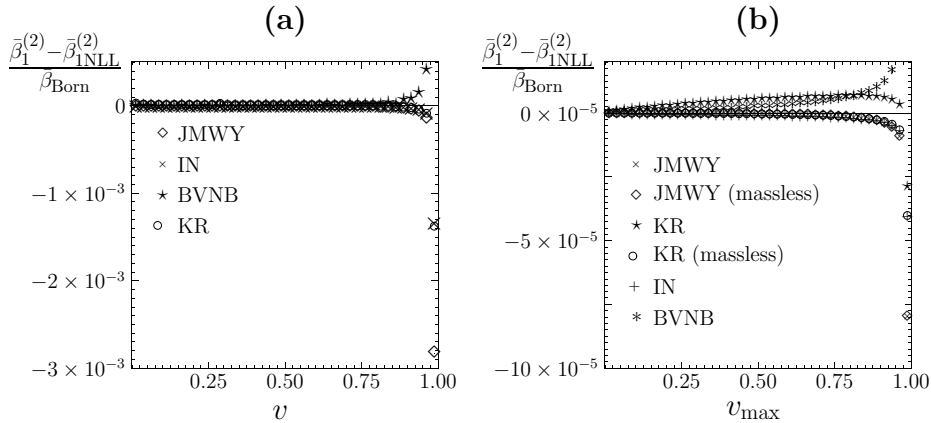 (a)
(b)
β̄₁⁽²⁾ − β̄₁NLL⁽²⁾
β̄Born
0
−1 × 10⁻³
−2 × 10⁻³
−3 × 10⁻³
JMWY
IN
BVNB
KR
0.25 0.50 0.75 1.00
v
β̄₁⁽²⁾ − β̄₁NLL⁽²⁾
β̄Born
0 × 10⁻⁵
−5 × 10⁻⁵
−10 × 10⁻⁵
JMWY
JMWY (massless)
KR
KR (massless)
IN
BVNB
0.25 0.50 0.75 1.00
vmax